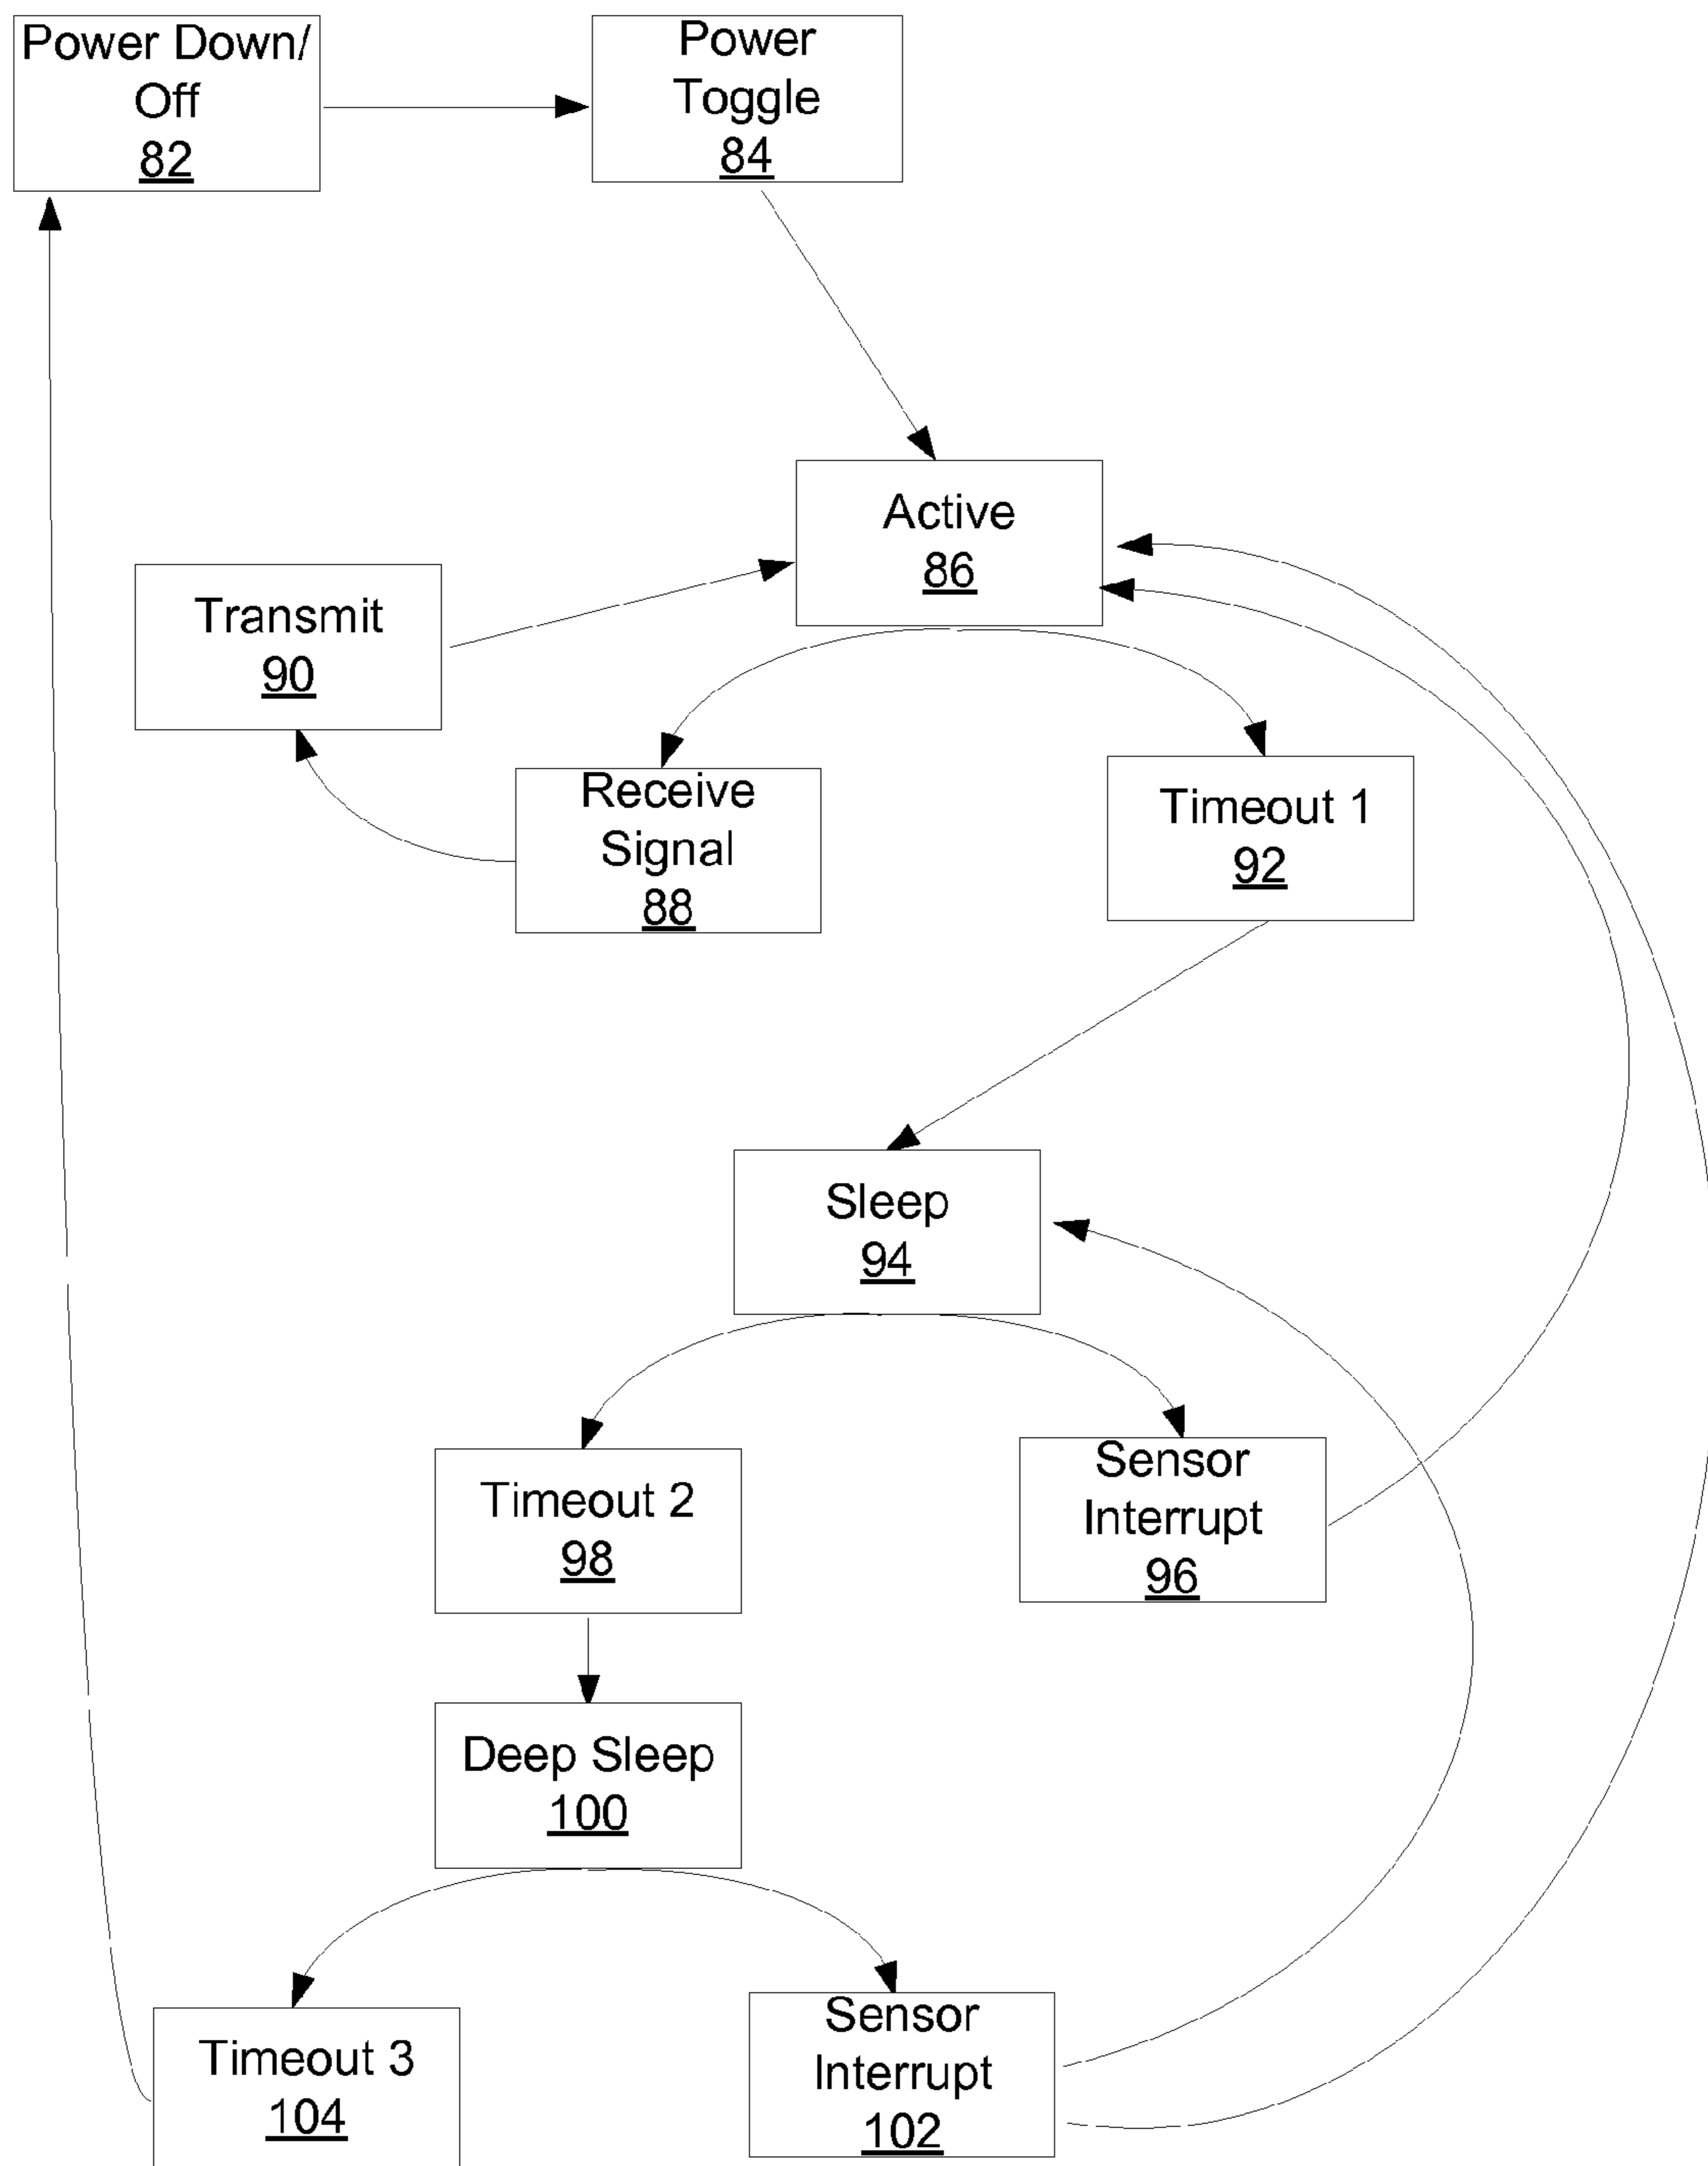 Power Down/
Off
82
Power
Toggle
84
Active
86
Transmit
90
Receive
Signal
88
Timeout 1
92
Sleep
94
Timeout 2
98
Sensor
Interrupt
96
Deep Sleep
100
Timeout 3
104
Sensor
Interrupt
102